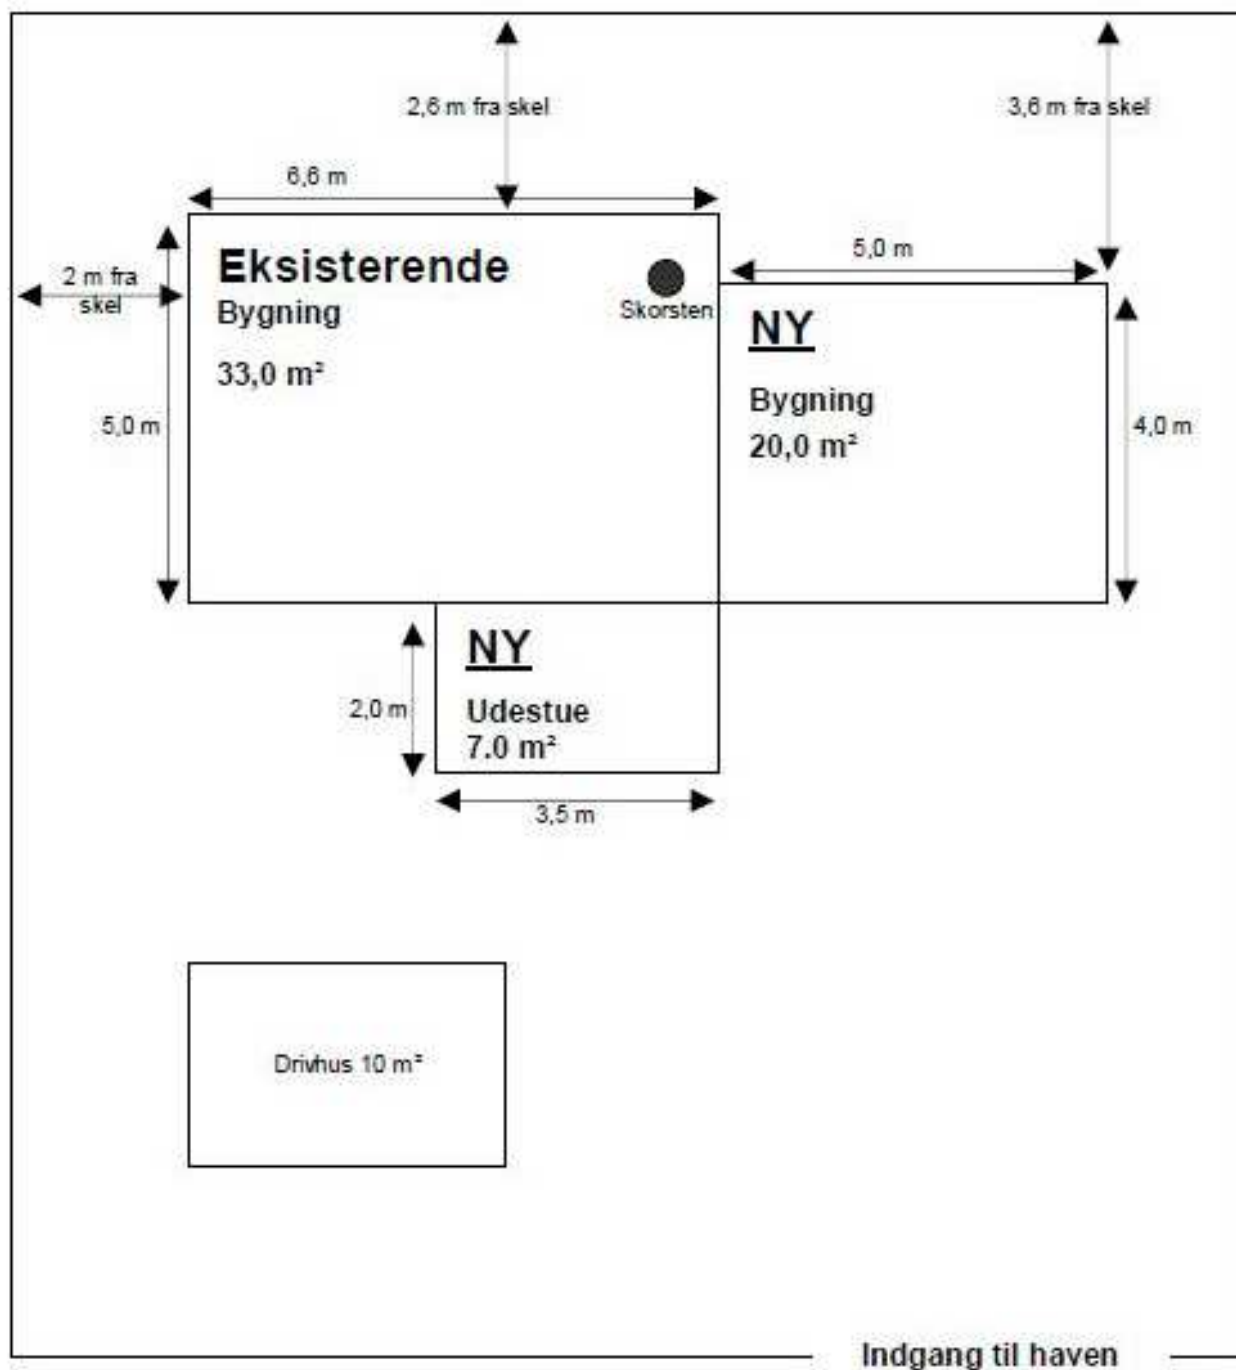 2,6 m fra skel
3,6 m fra skel
6,6 m
Eksisterende
Bygning
33,0 m²
Skorsten
5,0 m
2 m fra
skel
5,0 m
NY
Bygning
20,0 m²
4,0 m
NY
Udestue
7.0 m²
2,0 m
3,5 m
Drivhus 10 m²
Indgang til haven